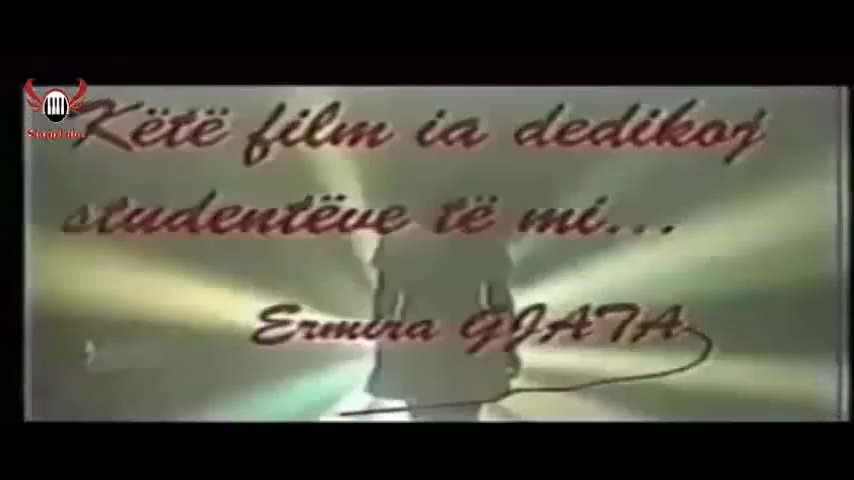 Këtë film ia dedikoj
studentëve të mi...
Ermira GJATA